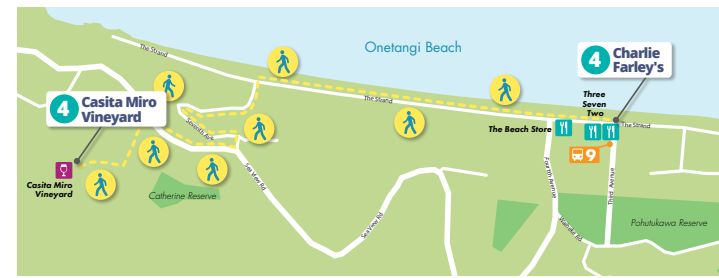 Onetangi Beach
The Strand
4
Charlie
Farley's
Three
Seven
Two
4
Casita Miro
Vineyard
The Strand
The Strand
The Beach Store
9
Seventh Ave
Sea View Rd
Fourth Avenue
Third Avenue
Casita Miro
Vineyard
Catherine Reserve
Sea View Rd
Waiheke Rd
Pohutukawa Reserve